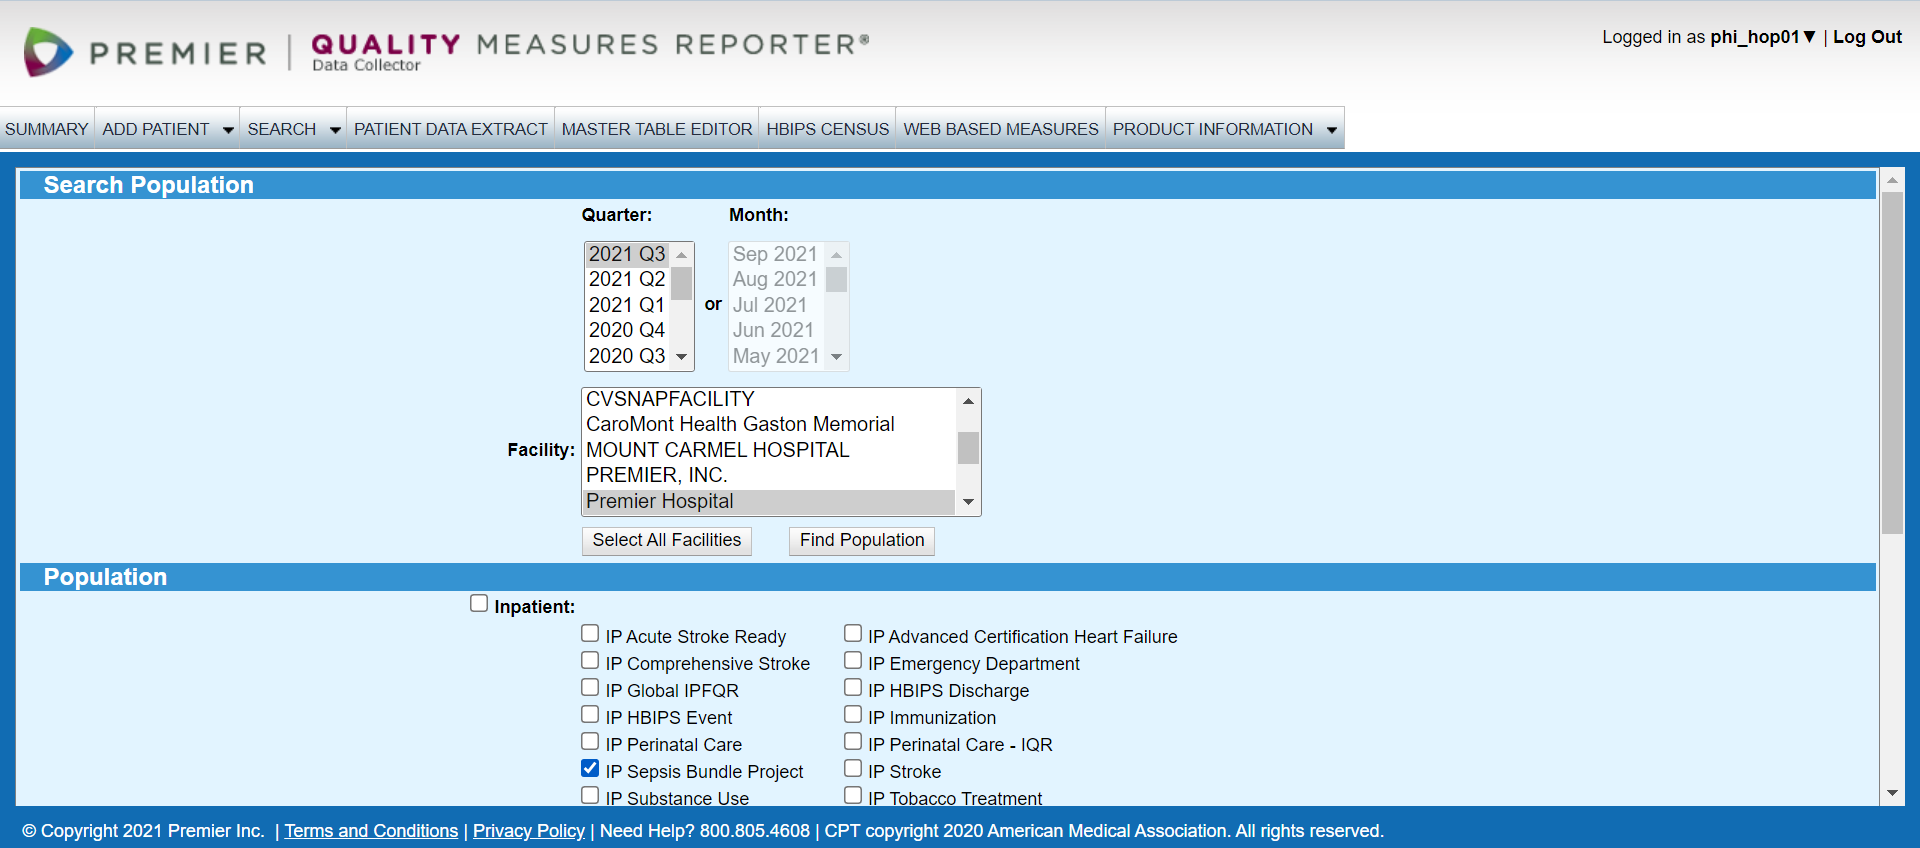 PREMIER | QUALITY MEASURES REPORTER®
Data Collector
Logged in as phi_hop01▼ | Log Out
SUMMARY ADD PATIENT SEARCH PATIENT DATA EXTRACT MASTER TABLE EDITOR HBIPS CENSUS WEB BASED MEASURES PRODUCT INFORMATION
Search Population
Quarter: Month:
2021 Q3 Sep 2021
2021 Q2 Aug 2021
2021 Q1 or Jul 2021
2020 Q4 Jun 2021
2020 Q3 May 2021
CVSNAPFACILITY
CaroMont Health Gaston Memorial
Facility: MOUNT CARMEL HOSPITAL
PREMIER, INC.
Premier Hospital
Select All Facilities Find Population
Population
Inpatient:
IP Acute Stroke Ready IP Advanced Certification Heart Failure
IP Comprehensive Stroke IP Emergency Department
IP Global IPFQR IP HBIPS Discharge
IP HBIPS Event IP Immunization
IP Perinatal Care IP Perinatal Care - IQR
IP Sepsis Bundle Project IP Stroke
IP Substance Use IP Tobacco Treatment
© Copyright 2021 Premier Inc. | Terms and Conditions | Privacy Policy | Need Help? 800.805.4608 | CPT copyright 2020 American Medical Association. All rights reserved.